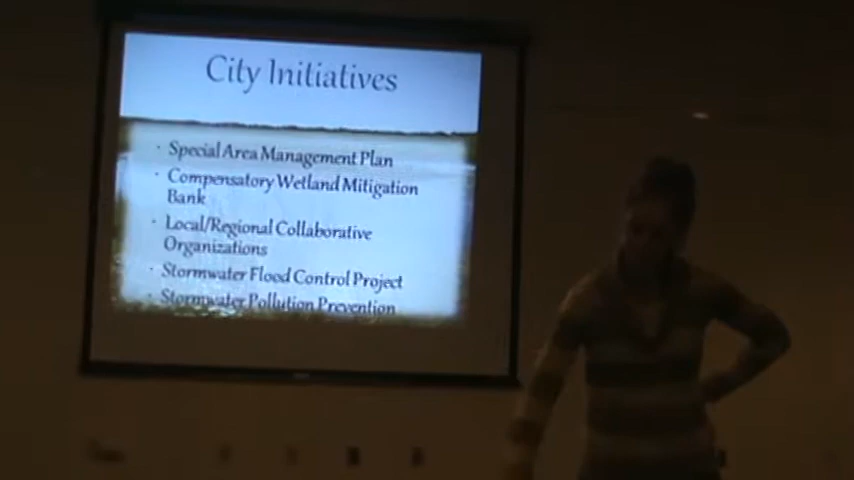 City Initiatives
· Special Area Management Plan
· Compensatory Wetland Mitigation
Bank
· Local/Regional Collaborative
Organizations
· Stormwater Flood Control Project
· Stormwater Pollution Prevention